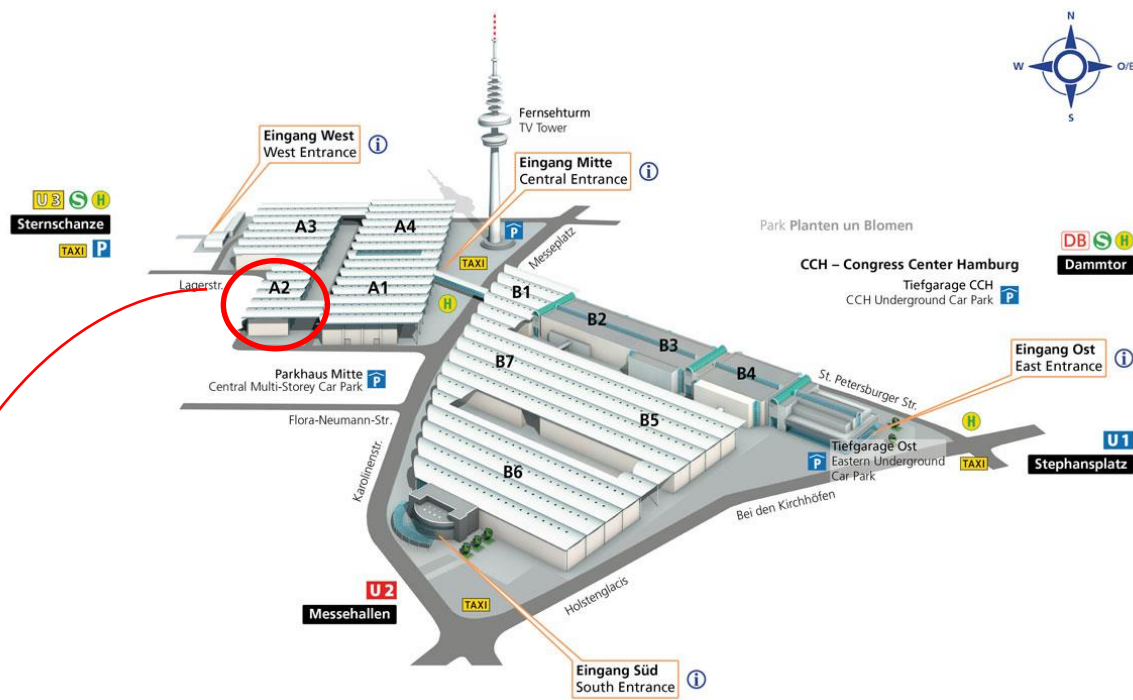 N
W
O/E
S
Fernsehturm
TV Tower
Eingang West
West Entrance
i
Eingang Mitte
Central Entrance
i
U3 S H
Sternschanze
TAXI P
A3
A4
P
Messeplatz
TAXI
Park Planten un Blomen
DB S H
Dammtor
CCH – Congress Center Hamburg
Tiefgarage CCH
CCH Underground Car Park
P
Lagerstr.
A2
A1
H
B1
B2
B3
B4
B7
B5
B6
Eingang Ost
East Entrance
i
St. Petersburger Str.
Parkhaus Mitte
Central Multi-Storey Car Park
P
Flora-Neumann-Str.
Karolinenstr.
H
U1
Stephansplatz
TAXI
P
Tiefgarage Ost
Eastern Underground
Car Park
Bei den Kirchhöfen
Holstenglacis
U2
Messehallen
TAXI
Eingang Süd
South Entrance
i